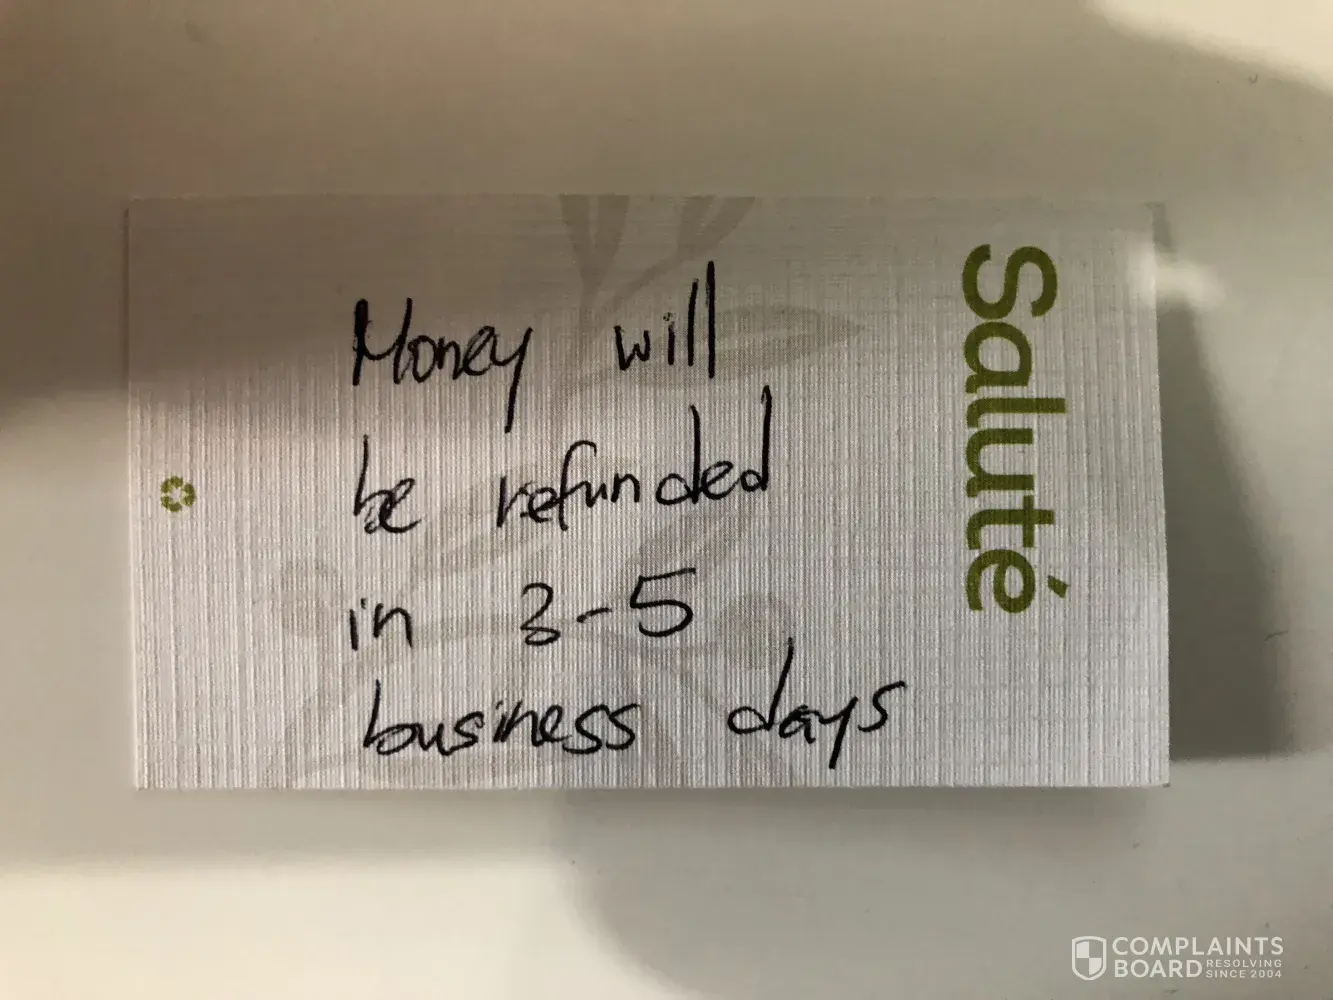 Money will
be refunded
in 3-5
business days
Saluté
COMPLAINTS
BOARD RESOLVING
SINCE 2004